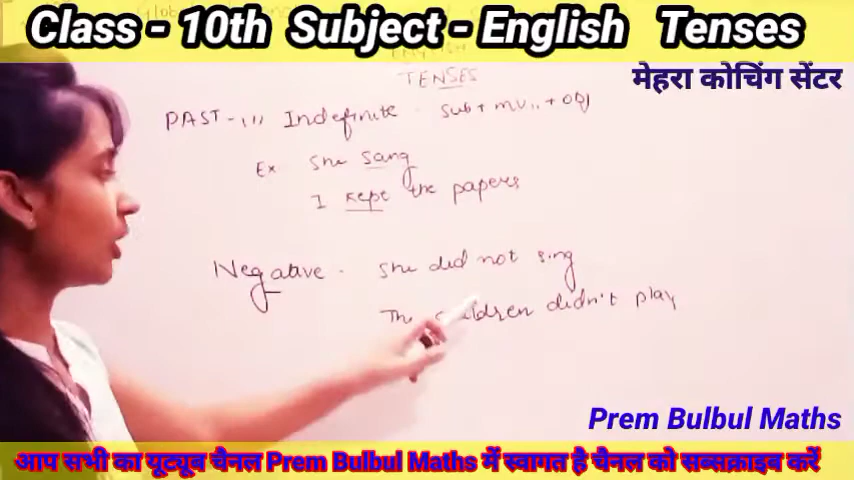 Class - 10th Subject - English Tenses
मेहरा कोचिंग सेंटर
TENSES
PAST - (i) Indefinite - Sub + mv.. + Obj
Ex She Sang
I kept the papers
Negative - She did not sing
The children didn't play
Prem Bulbul Maths
आप सभी का यूट्यूब चैनल Prem Bulbul Maths में स्वागत है चैनल को सब्सक्राइब करें